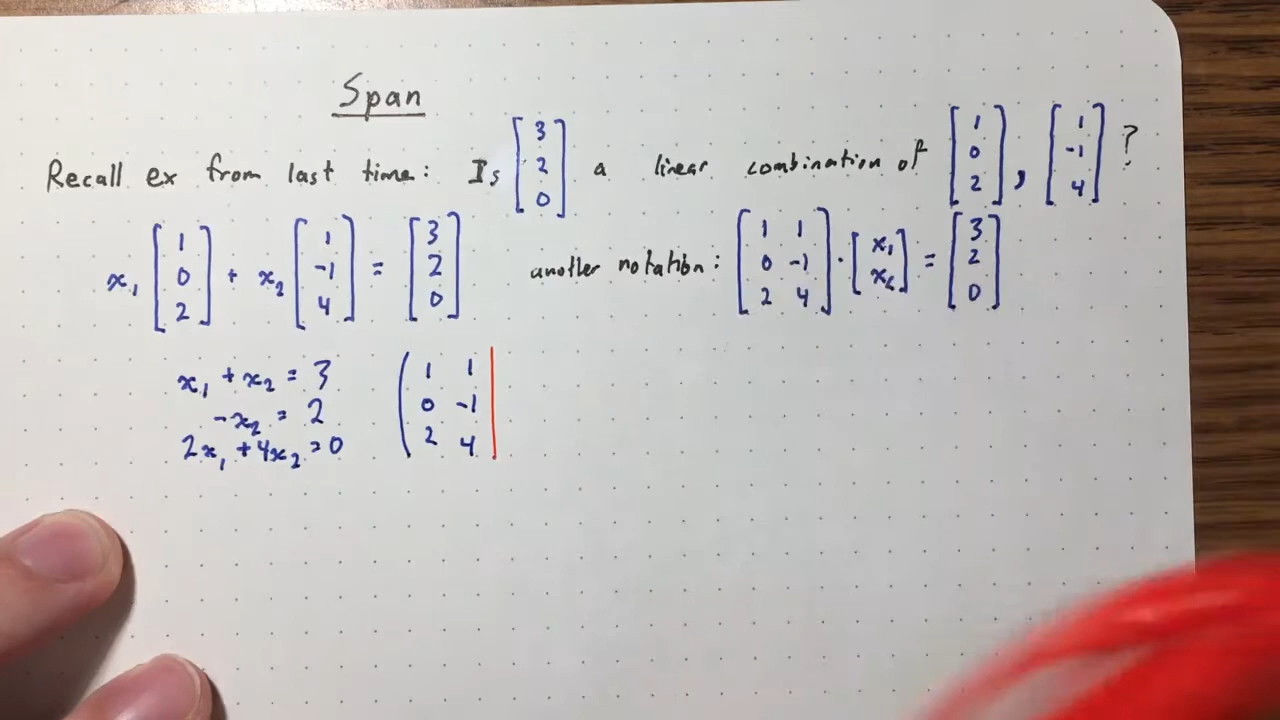 Span
Recall ex from last time: Is [3 2 0] a linear combination of [1 0 2], [1 -1 4]?
x₁ [1 0 2] + x₂ [1 -1 4] = [3 2 0] another notation: [1 1 0 -1 2 4] · [x₁ x₂] = [3 2 0]
x₁ + x₂ = 3
-x₂ = 2
2x₁ + 4x₂ = 0
( 1 1 |
0 -1
2 4